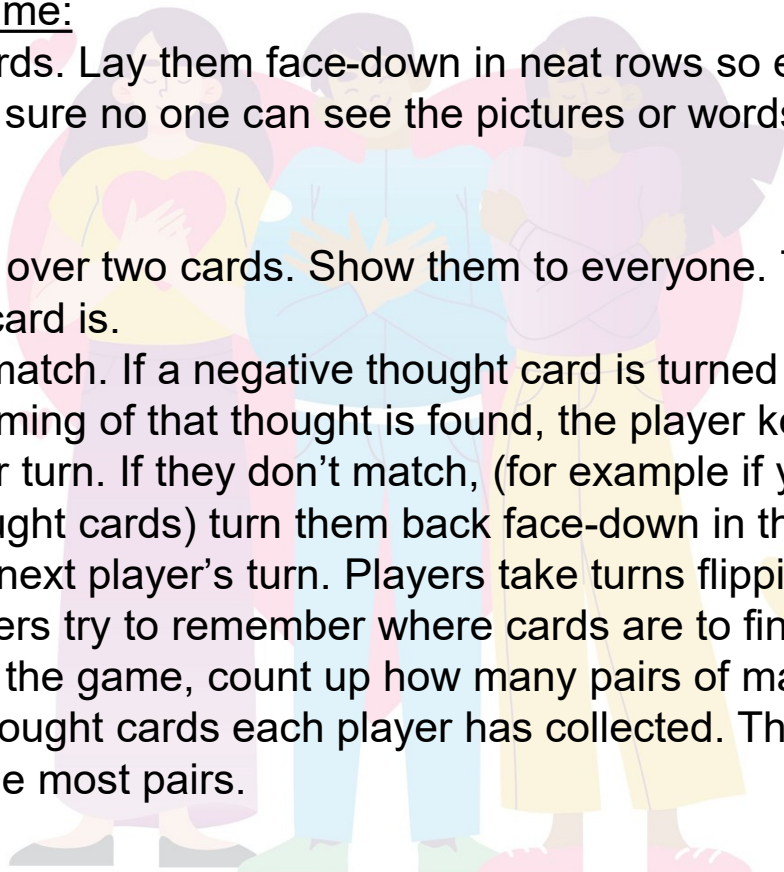 me:
rds. Lay them face-down in neat rows so e
sure no one can see the pictures or words
over two cards. Show them to everyone. T
card is.
match. If a negative thought card is turned
ming of that thought is found, the player ke
r turn. If they don’t match, (for example if y
ught cards) turn them back face-down in th
next player’s turn. Players take turns flippi
ers try to remember where cards are to fin
the game, count up how many pairs of ma
ought cards each player has collected. Th
e most pairs.